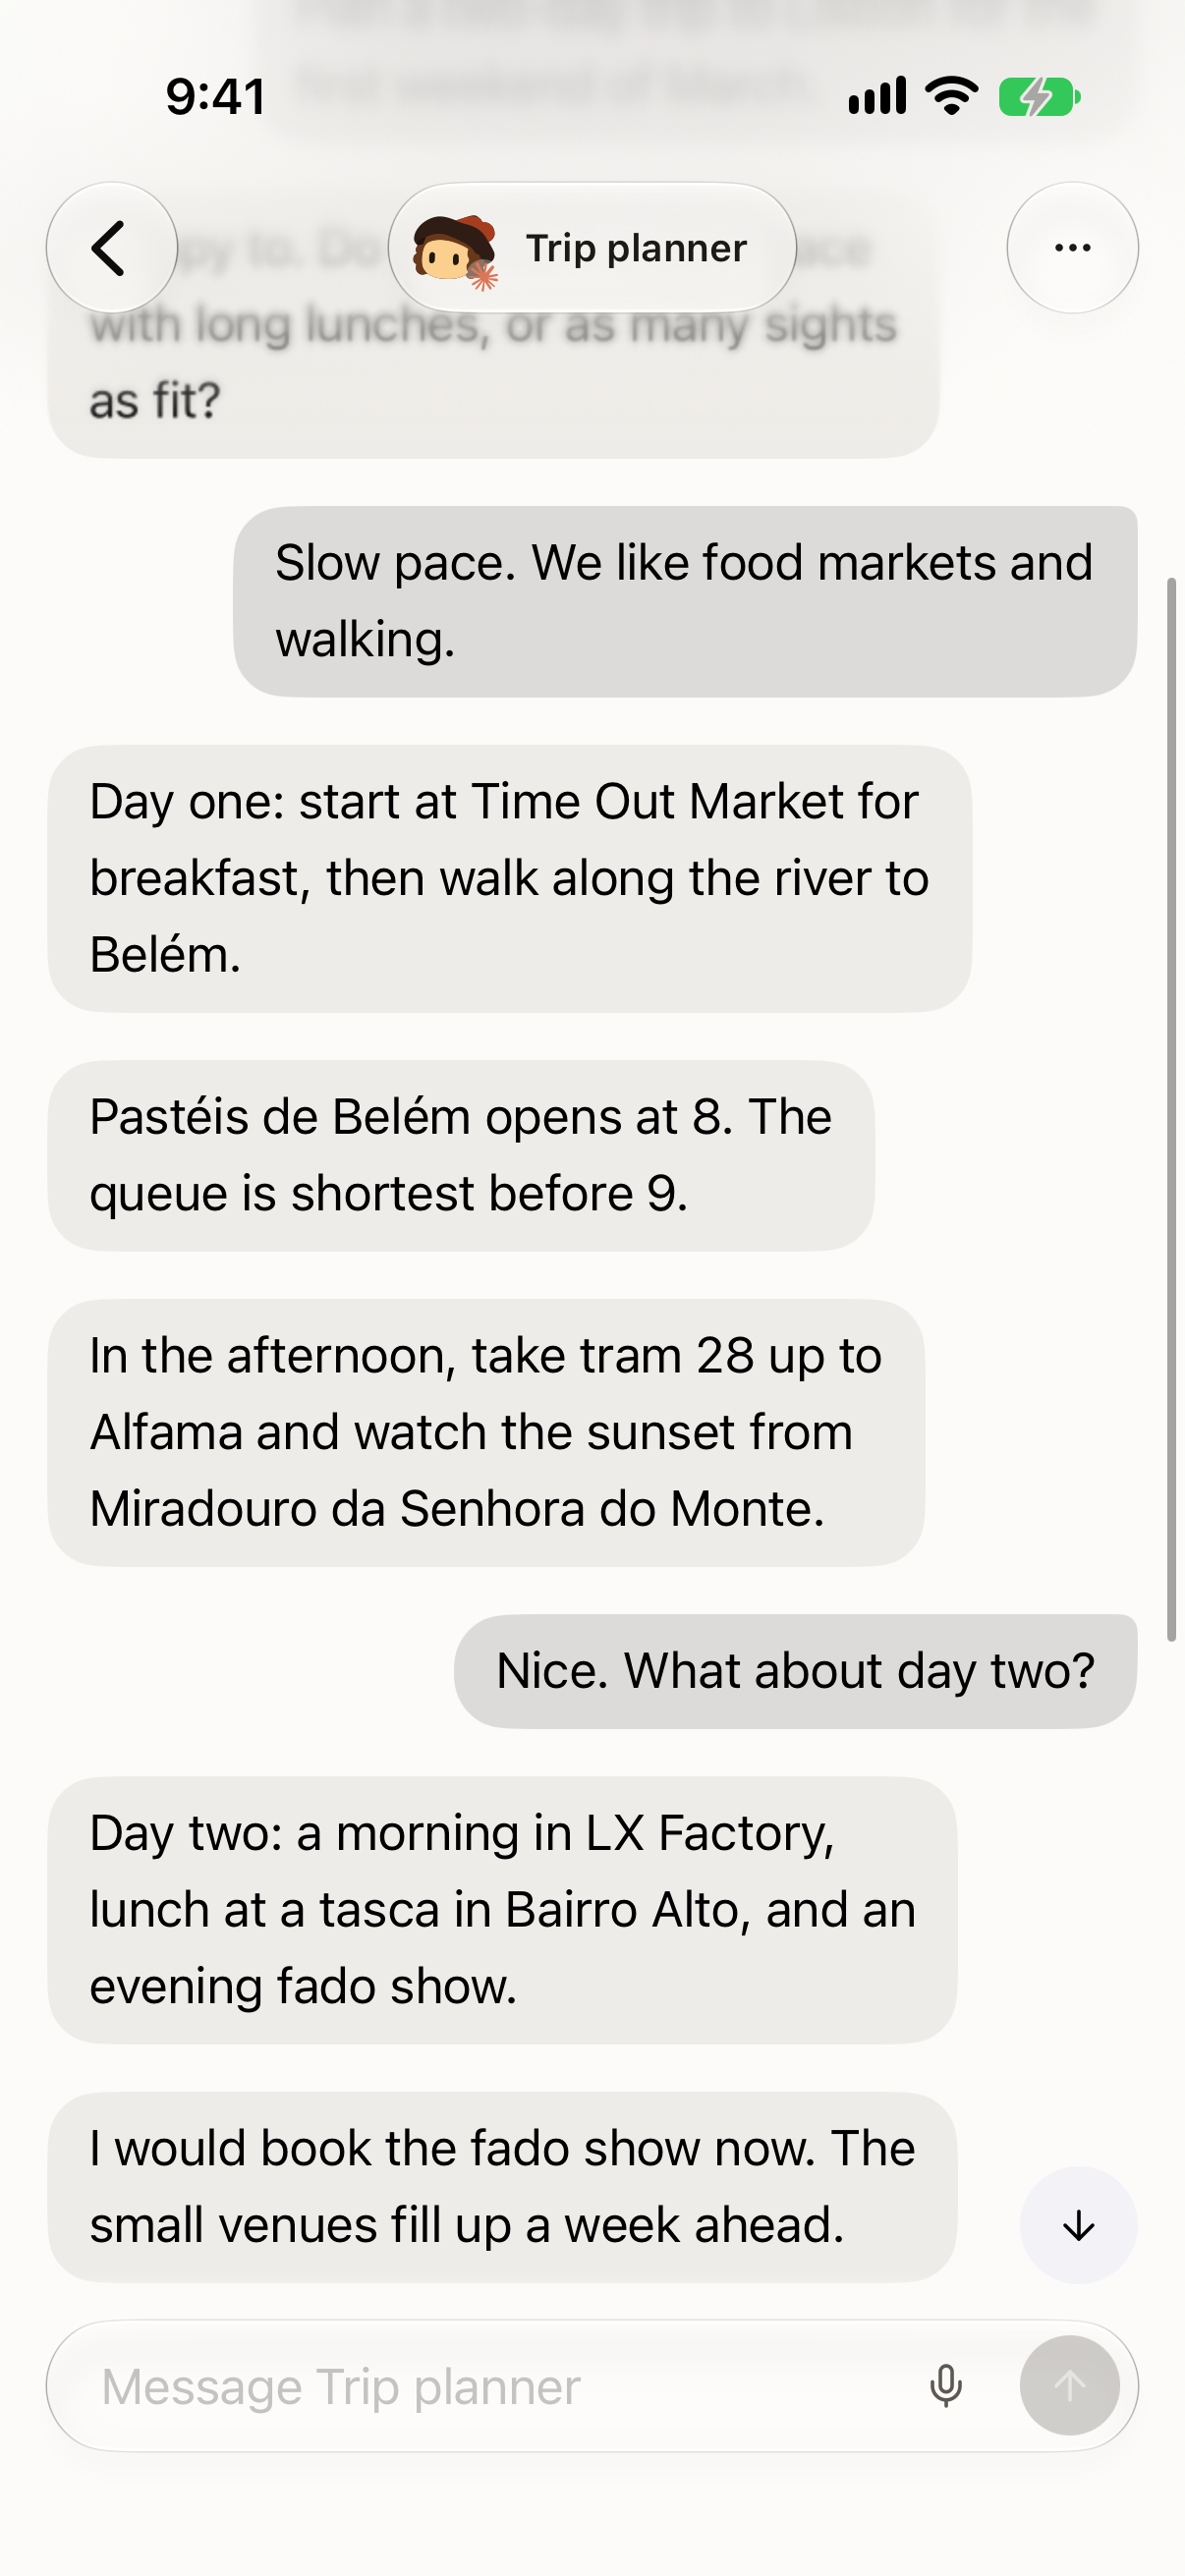 9:41
Trip planner
with long lunches, or as many sights
as fit?
Slow pace. We like food markets and
walking.
Day one: start at Time Out Market for
breakfast, then walk along the river to
Belém.
Pastéis de Belém opens at 8. The
queue is shortest before 9.
In the afternoon, take tram 28 up to
Alfama and watch the sunset from
Miradouro da Senhora do Monte.
Nice. What about day two?
Day two: a morning in LX Factory,
lunch at a tasca in Bairro Alto, and an
evening fado show.
I would book the fado show now. The
small venues fill up a week ahead.
Message Trip planner